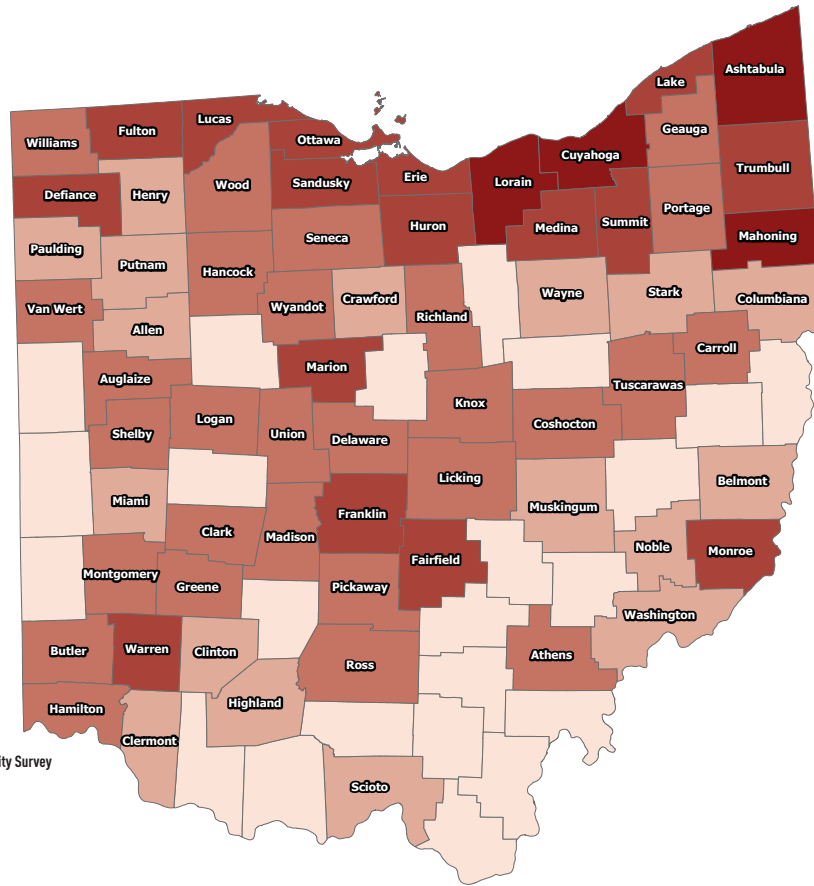 Ashtabula
Lake
Lucas
Fulton
Geauga
Ottawa
Williams
Cuyahoga
Trumbull
Erie
Lorain
Sandusky
Wood
Defiance
Henry
Portage
Summit
Huron
Medina
Mahoning
Seneca
Paulding
Putnam
Hancock
Wayne
Stark
Columbiana
Crawford
Wyandot
Van Wert
Richland
Allen
Carroll
Marion
Auglaize
Tuscarawas
Knox
Logan
Coshocton
Shelby
Union
Delaware
Licking
Belmont
Miami
Muskingum
Franklin
Clark
Madison
Noble
Monroe
Fairfield
Montgomery
Greene
Pickaway
Washington
Butler
Warren
Clinton
Athens
Ross
Highland
Hamilton
Clermont
ity Survey
Scioto